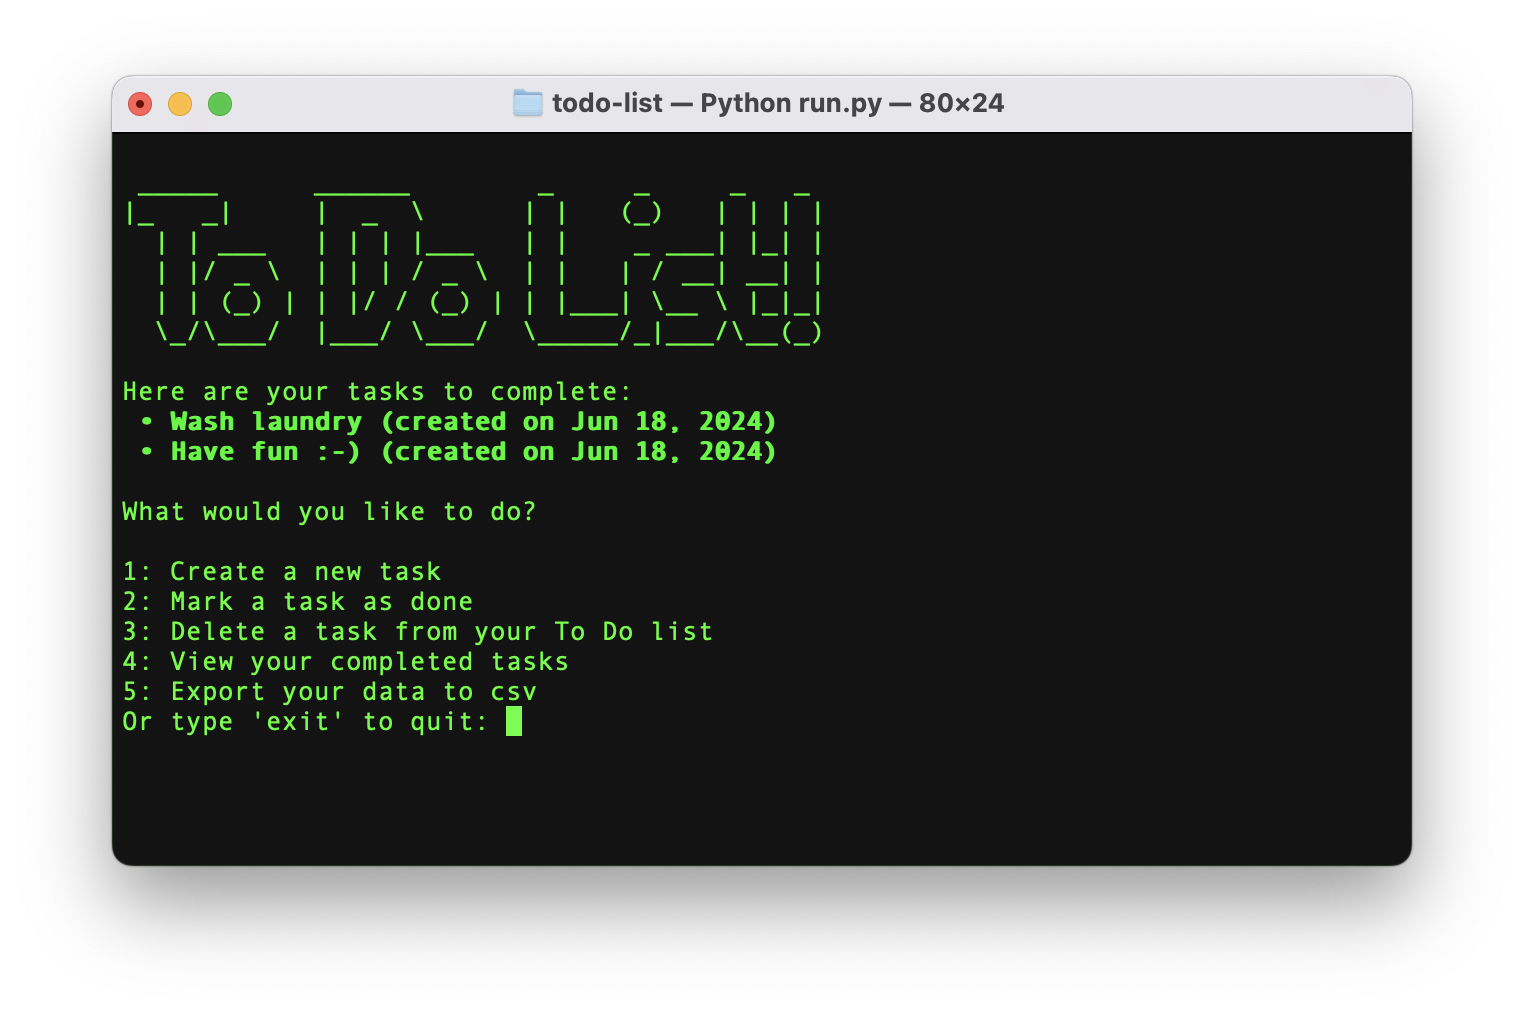 todo-list — Python run.py — 80×24
To Do List!
Here are your tasks to complete:
• Wash laundry (created on Jun 18, 2024)
• Have fun :-) (created on Jun 18, 2024)
What would you like to do?
1: Create a new task
2: Mark a task as done
3: Delete a task from your To Do list
4: View your completed tasks
5: Export your data to csv
Or type 'exit' to quit: